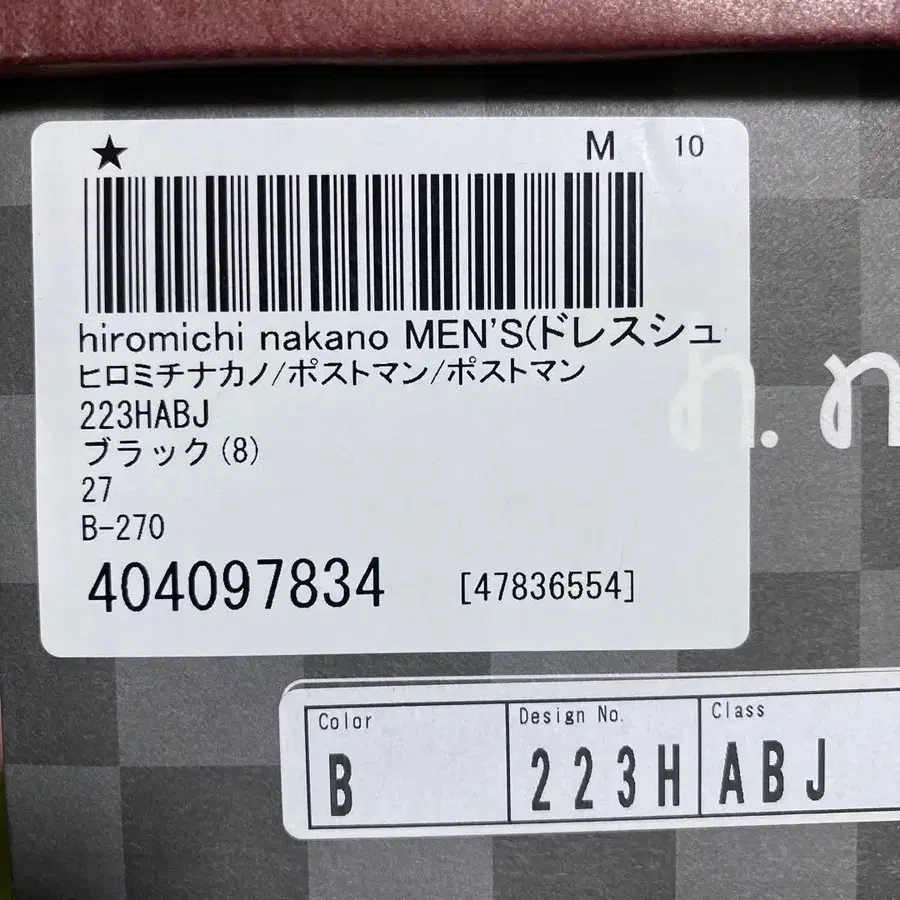 ★ M 10
hiromichi nakano MEN'S(ドレスシュ
ヒロミチナカノ/ポストマン/ポストマン
223HABJ
ブラック(8)
27
B-270
404097834 [47836554]
n.n
Color Design No. Class
B 223H ABJ